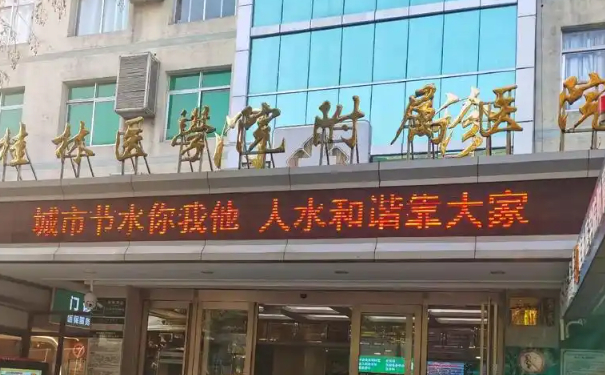 桂林医学院附属医院
城市节水你我他 人水和谐靠大家
门